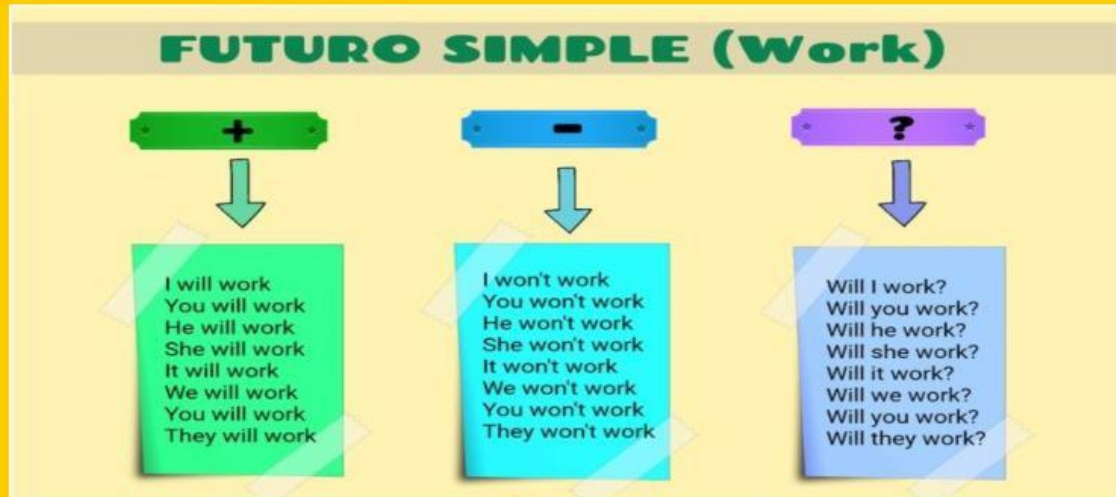 FUTURO SIMPLE (Work)
+
-
?
I will work
You will work
He will work
She will work
It will work
We will work
You will work
They will work
I won't work
You won't work
He won't work
She won't work
It won't work
We won't work
You won't work
They won't work
Will I work?
Will you work?
Will he work?
Will she work?
Will it work?
Will we work?
Will you work?
Will they work?